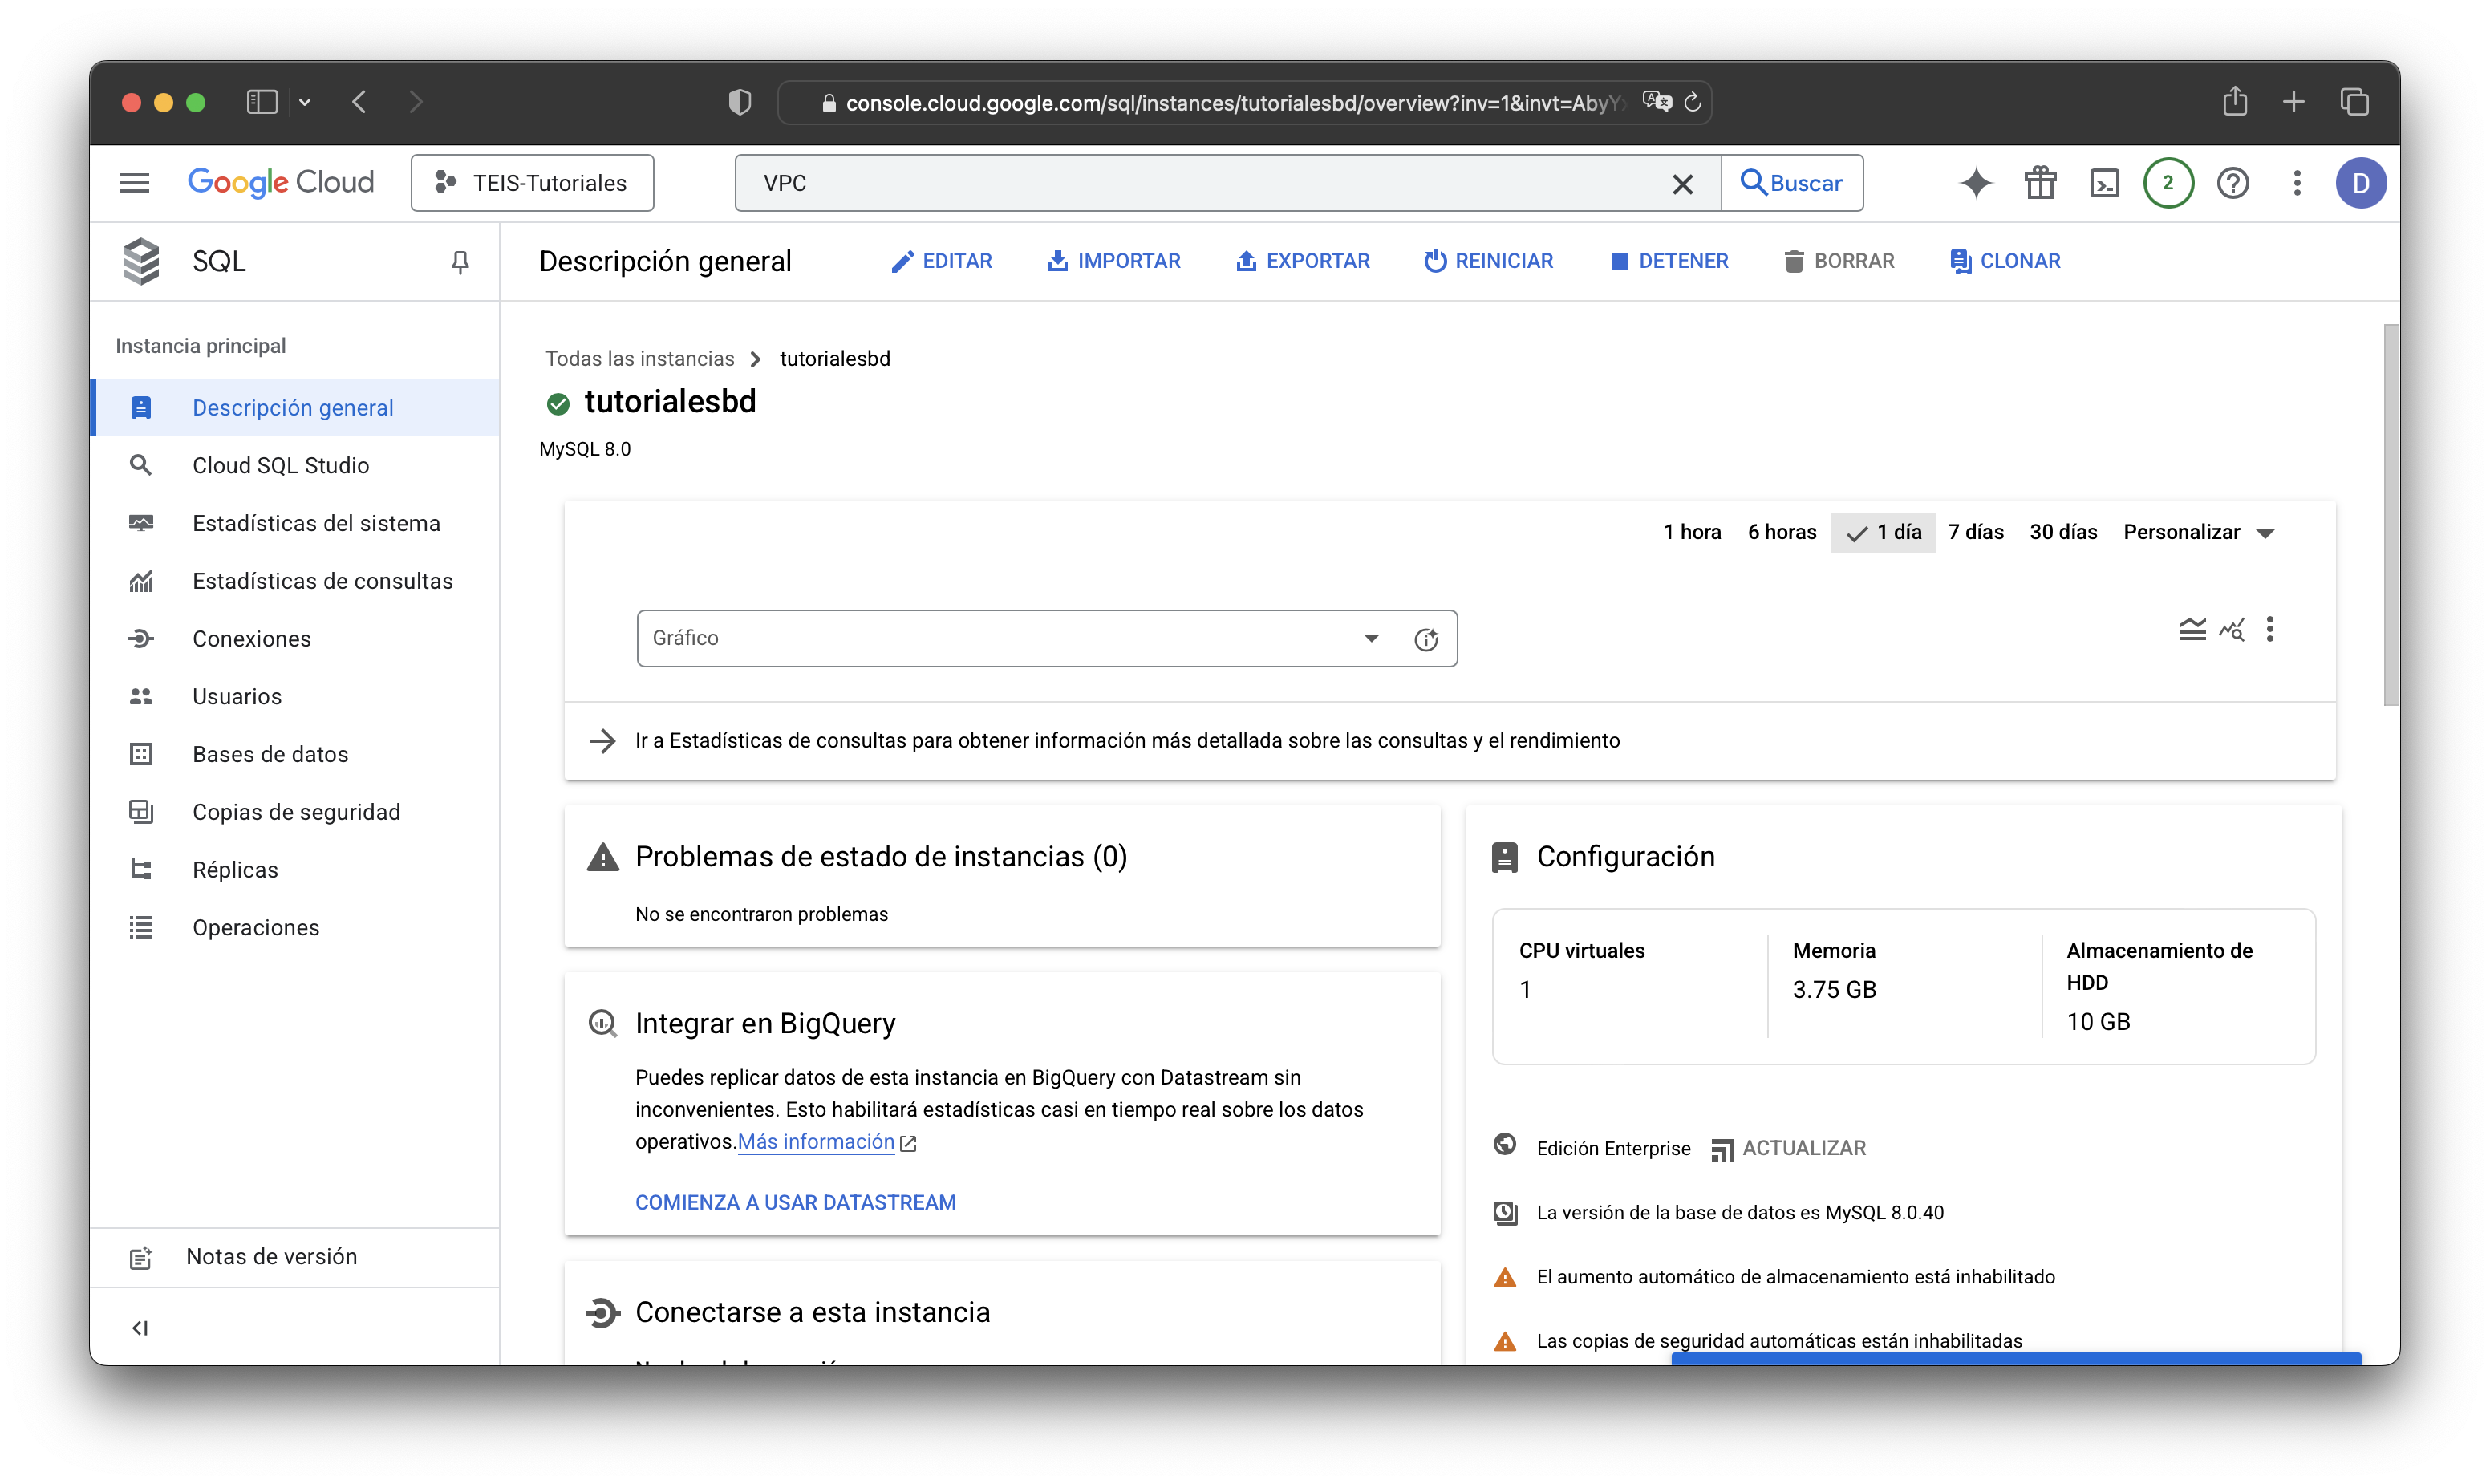 console.cloud.google.com/sql/instances/tutorialesbd/overview?inv=1&invt=AbyY
Google Cloud
TEIS-Tutoriales
VPC
Buscar
2
D
SQL
Descripción general
EDITAR
IMPORTAR
EXPORTAR
REINICIAR
DETENER
BORRAR
CLONAR
Instancia principal
Descripción general
Cloud SQL Studio
Estadísticas del sistema
Estadísticas de consultas
Conexiones
Usuarios
Bases de datos
Copias de seguridad
Réplicas
Operaciones
Notas de versión
Todas las instancias
tutorialesbd
tutorialesbd
MySQL 8.0
1 hora
6 horas
1 día
7 días
30 días
Personalizar
Gráfico
Ir a Estadísticas de consultas para obtener información más detallada sobre las consultas y el rendimiento
Problemas de estado de instancias (0)
No se encontraron problemas
Integrar en BigQuery
Puedes replicar datos de esta instancia en BigQuery con Datastream sin
inconvenientes. Esto habilitará estadísticas casi en tiempo real sobre los datos
operativos.Más información
COMIENZA A USAR DATASTREAM
Conectarse a esta instancia
Configuración
CPU virtuales
1
Memoria
3.75 GB
Almacenamiento de
HDD
10 GB
Edición Enterprise
ACTUALIZAR
La versión de la base de datos es MySQL 8.0.40
El aumento automático de almacenamiento está inhabilitado
Las copias de seguridad automáticas están inhabilitadas